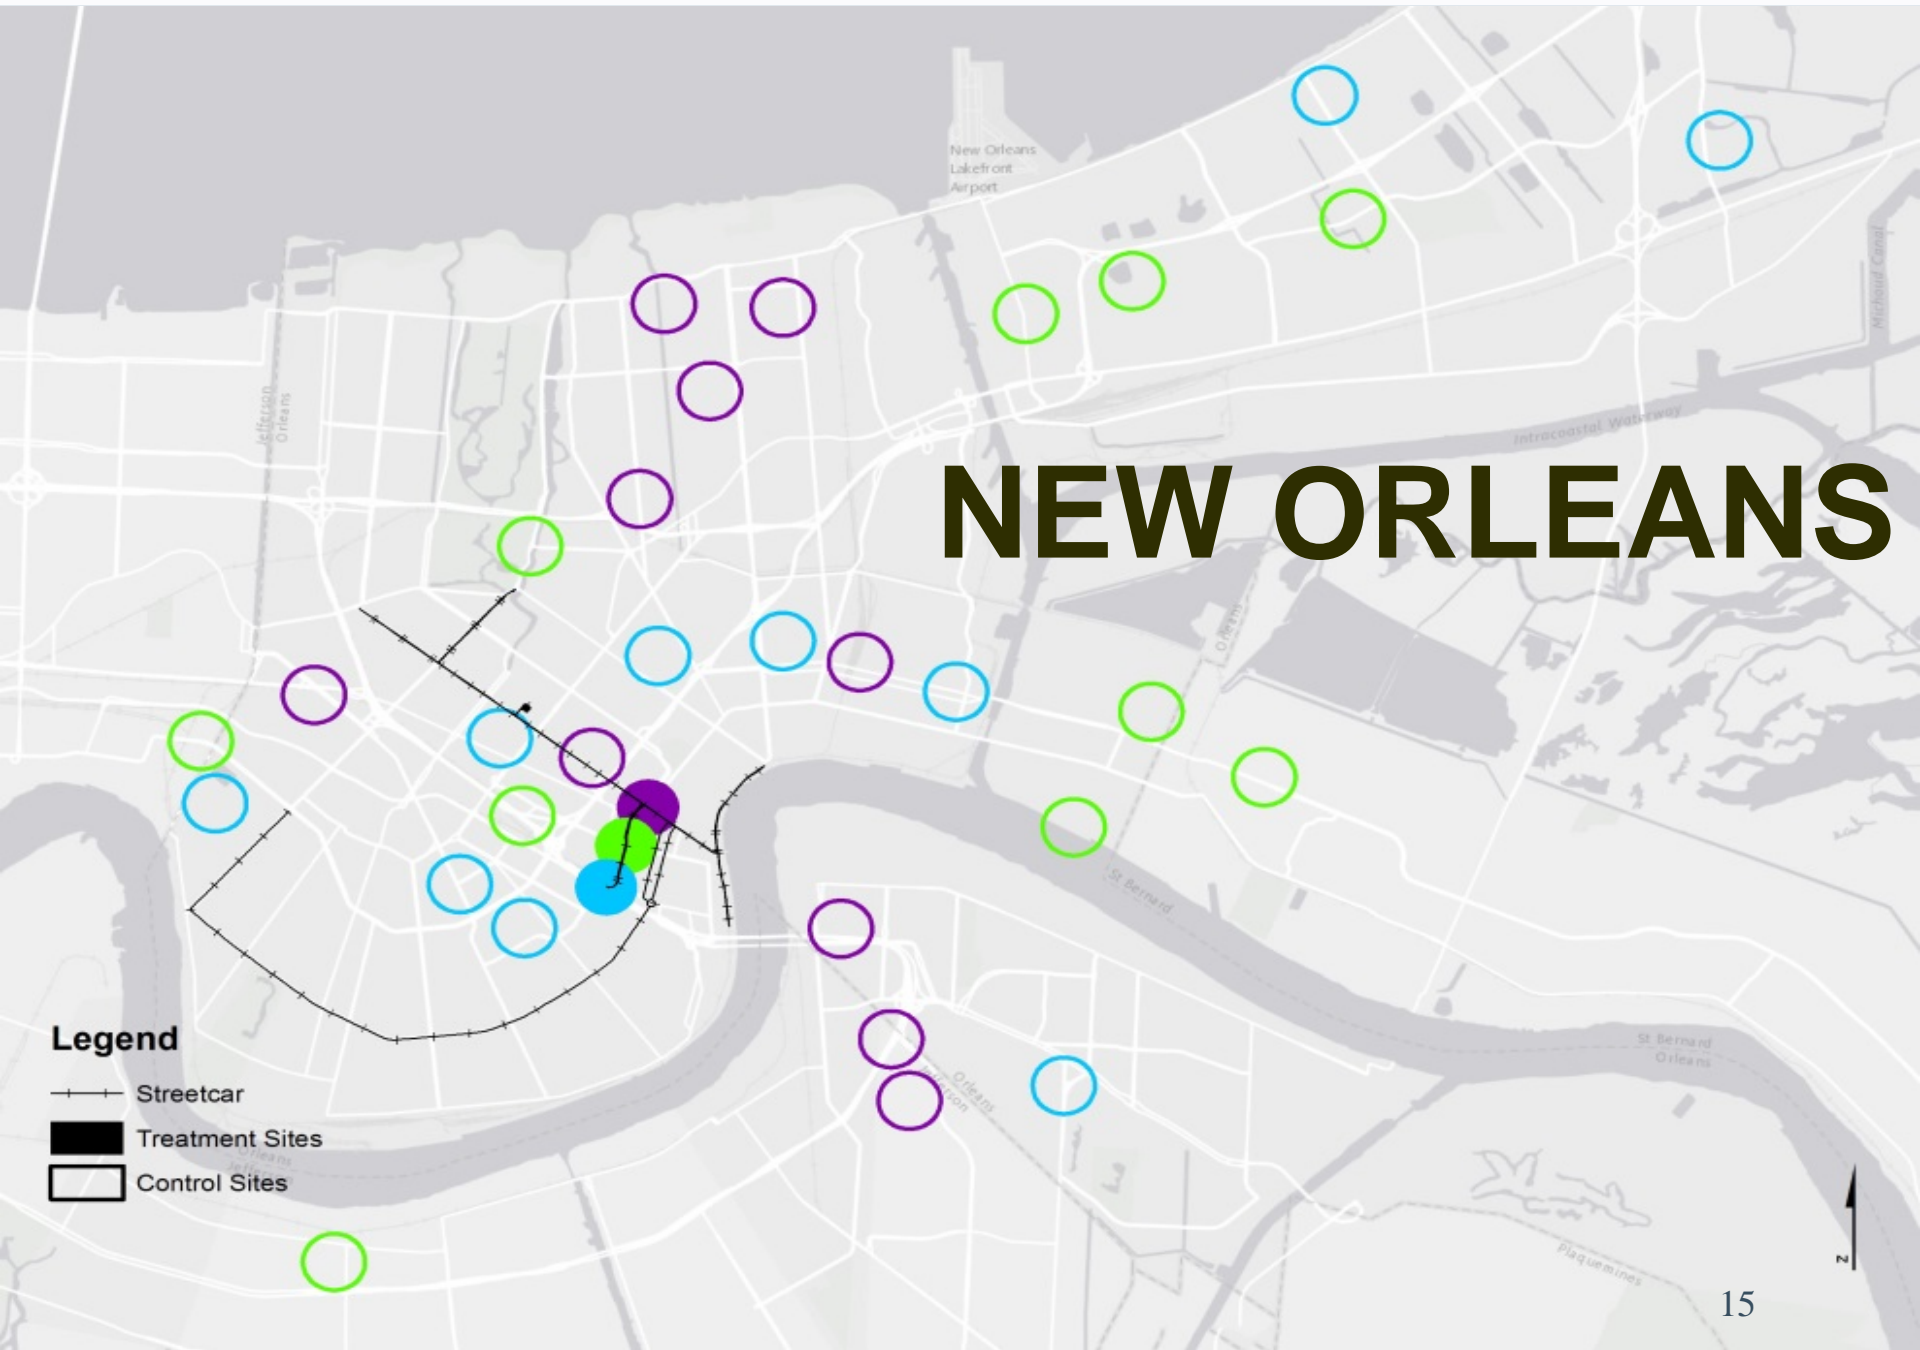 New Orleans
Lakefront
Airport
Michoud Canal
Jefferson
Orleans
Intracoastal Waterway
NEW ORLEANS
Orleans
St Bernard
St Bernard
Orleans
Orleans
Jefferson
Legend
Streetcar
Treatment Sites
Orleans
Jefferson
Control Sites
Plaquemines
N
15